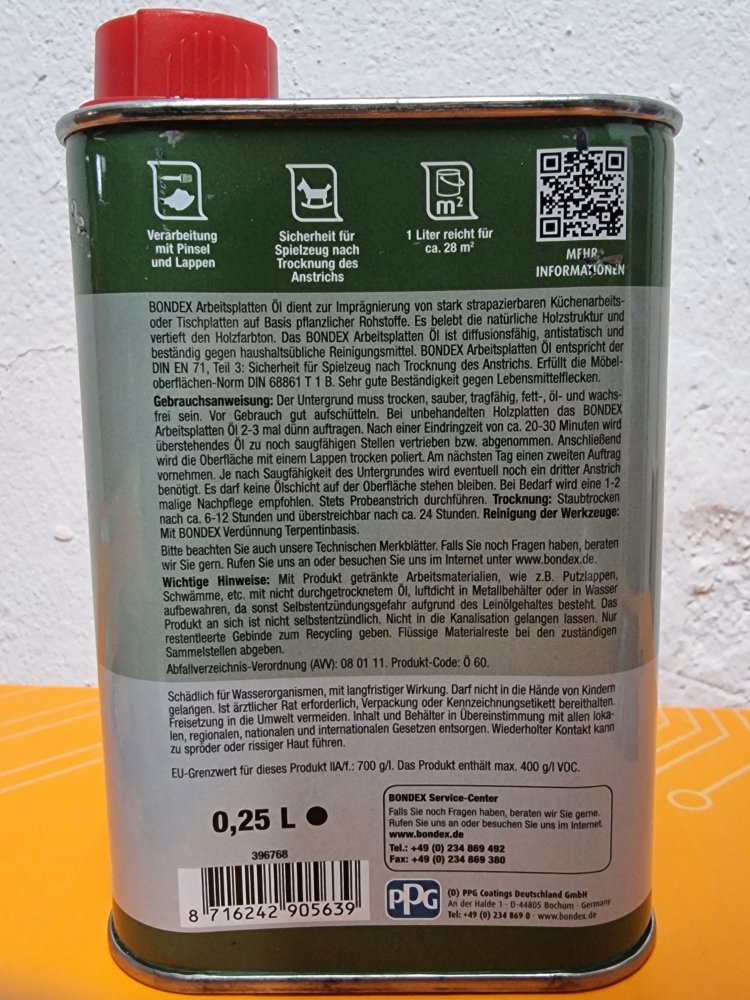 m²
Verarbeitung
mit Pinsel
und Lappen
Sicherheit für
Spielzeug nach
Trocknung des
Anstrichs
1 Liter reicht für
ca. 28 m²
MEHR
INFORMATIONEN
BONDEX Arbeitsplatten Öl dient zur Imprägnierung von stark strapazierbaren Küchenarbeits-
oder Tischplatten auf Basis pflanzlicher Rohstoffe. Es belebt die natürliche Holzstruktur und
vertieft den Holzfarbton. Das BONDEX Arbeitsplatten Öl ist diffusionsfähig, antistatisch und
beständig gegen haushaltsübliche Reinigungsmittel. BONDEX Arbeitsplatten Öl entspricht der
DIN EN 71, Teil 3: Sicherheit für Spielzeug nach Trocknung des Anstrichs. Erfüllt die Möbel-
oberflächen-Norm DIN 68861 T 1 B. Sehr gute Beständigkeit gegen Lebensmittelflecken.
Gebrauchsanweisung: Der Untergrund muss trocken, sauber, tragfähig, fett-, öl- und wachs-
frei sein. Vor Gebrauch gut aufschütteln. Bei unbehandelten Holzplatten das BONDEX
Arbeitsplatten Öl 2-3 mal dünn auftragen. Nach einer Eindringzeit von ca. 20-30 Minuten wird
überstehendes Öl zu noch saugfähigen Stellen vertrieben bzw. abgenommen. Anschließend
wird die Oberfläche mit einem Lappen trocken poliert. Am nächsten Tag einen zweiten Auftrag
vornehmen. Je nach Saugfähigkeit des Untergrundes wird eventuell noch ein dritter Anstrich
benötigt. Es darf keine Ölschicht auf der Oberfläche stehen bleiben. Bei Bedarf wird eine 1-2
malige Nachpflege empfohlen. Stets Probeanstrich durchführen. Trocknung: Staubtrocken
nach ca. 6-12 Stunden und überstreichbar nach ca. 24 Stunden. Reinigung der Werkzeuge:
Mit BONDEX Verdünnung Terpentinbasis.
Bitte beachten Sie auch unsere Technischen Merkblätter. Falls Sie noch Fragen haben, beraten
wir Sie gern. Rufen Sie uns an oder besuchen Sie uns im Internet unter www.bondex.de.
Wichtige Hinweise: Mit Produkt getränkte Arbeitsmaterialien, wie z.B. Putzlappen,
Schwämme, etc. mit nicht durchgetrocknetem Öl, luftdicht in Metallbehälter oder in Wasser
aufbewahren, da sonst Selbstentzündungsgefahr aufgrund des Leinölgehaltes besteht. Das
Produkt an sich ist nicht selbstentzündlich. Nicht in die Kanalisation gelangen lassen. Nur
restentleerte Gebinde zum Recycling geben. Flüssige Materialreste bei den zuständigen
Sammelstellen abgeben.
Abfallverzeichnis-Verordnung (AVV): 08 01 11. Produkt-Code: Ö 60.
Schädlich für Wasserorganismen, mit langfristiger Wirkung. Darf nicht in die Hände von Kindern
gelangen. Ist ärztlicher Rat erforderlich, Verpackung oder Kennzeichnungsetikett bereithalten.
Freisetzung in die Umwelt vermeiden. Inhalt und Behälter in Übereinstimmung mit allen loka-
len, regionalen, nationalen und internationalen Gesetzen entsorgen. Wiederholter Kontakt kann
zu spröder oder rissiger Haut führen.
EU-Grenzwert für dieses Produkt IIA/f.: 700 g/l. Das Produkt enthält max. 400 g/l VOC.
0,25 L
396768
8 716242 905639
BONDEX Service-Center
Falls Sie noch Fragen haben, beraten wir Sie gerne.
Rufen Sie uns an oder besuchen Sie uns im Internet.
www.bondex.de
Tel.: +49 (0) 234 869 492
Fax: +49 (0) 234 869 380
PPG
(D) PPG Coatings Deutschland GmbH
An der Halde 1 · D-44805 Bochum · Germany
Tel: +49 (0) 234 869 0 · www.bondex.de